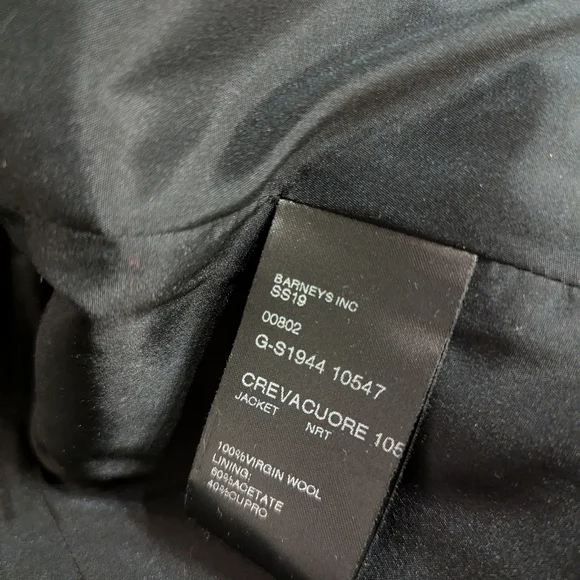 BARNEYS INC
SS19
00802
G-S1944 10547
CREVACUORE 105
JACKET NRT
100%VIRGIN WOOL
LINING:
60%ACETATE
40%CUPRO